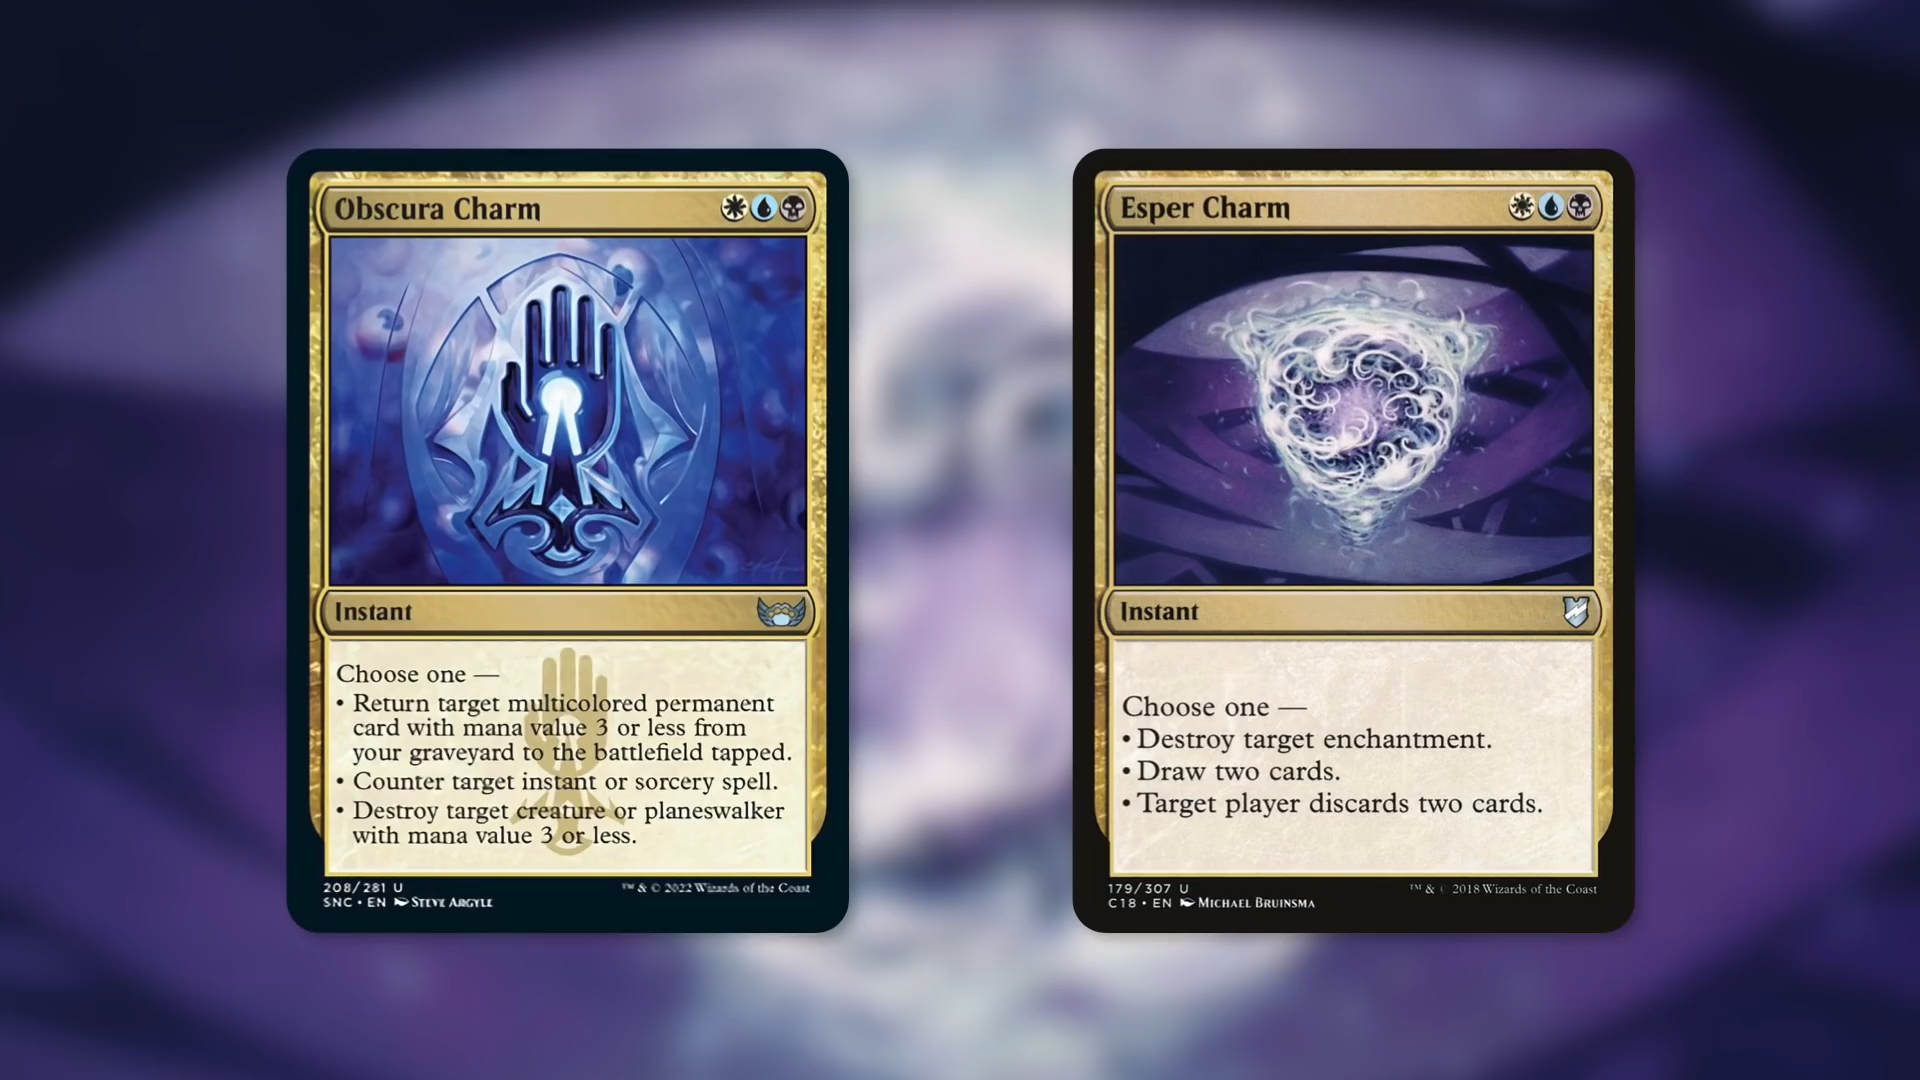 Obscura Charm
Instant
Choose one —
• Return target multicolored permanent
card with mana value 3 or less from
your graveyard to the battlefield tapped.
• Counter target instant or sorcery spell.
• Destroy target creature or planeswalker
with mana value 3 or less.
208/281 U
™ & © 2022 Wizards of the Coast
SNC • EN Steve Argyle
Esper Charm
Instant
Choose one —
• Destroy target enchantment.
• Draw two cards.
• Target player discards two cards.
179/307 U
™ & © 2018 Wizards of the Coast
C18 • EN Michael Bruinsma